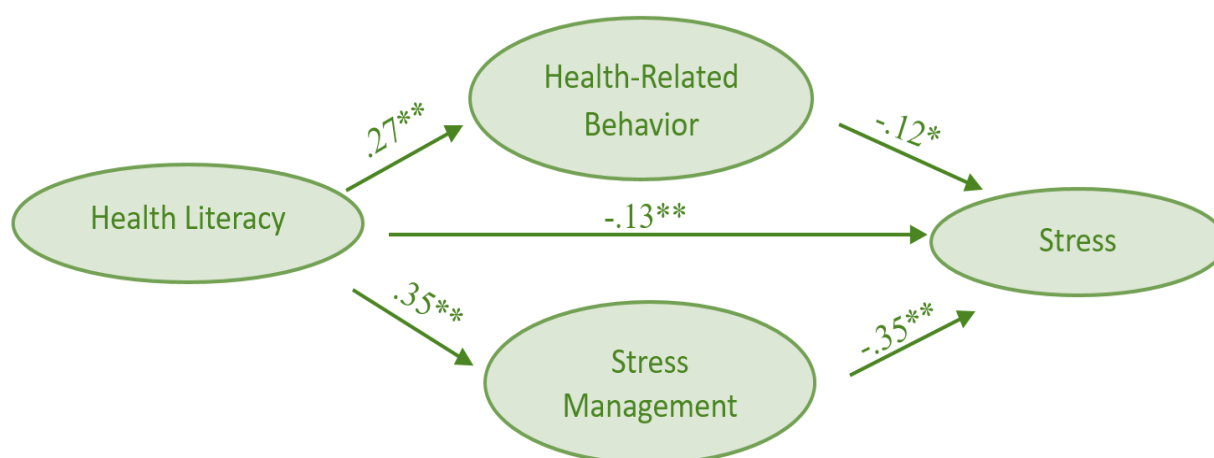 Health-Related
Behavior
.27**
-.12*
Health Literacy
-.13**
Stress
.35**
-.35**
Stress
Management